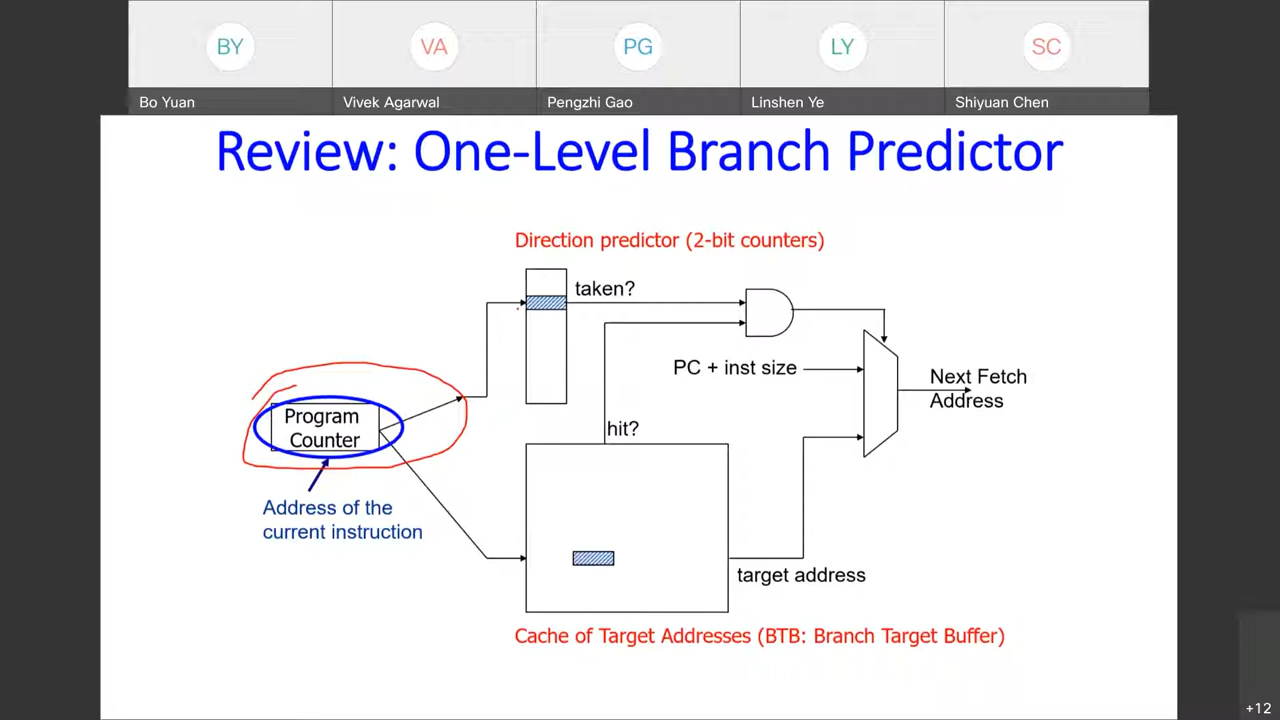 BY
VA
PG
LY
SC
Bo Yuan
Vivek Agarwal
Pengzhi Gao
Linshen Ye
Shiyuan Chen
Review: One-Level Branch Predictor
Direction predictor (2-bit counters)
taken?
PC + inst size
Next Fetch
Address
Program
Counter
hit?
Address of the
current instruction
target address
Cache of Target Addresses (BTB: Branch Target Buffer)
+12